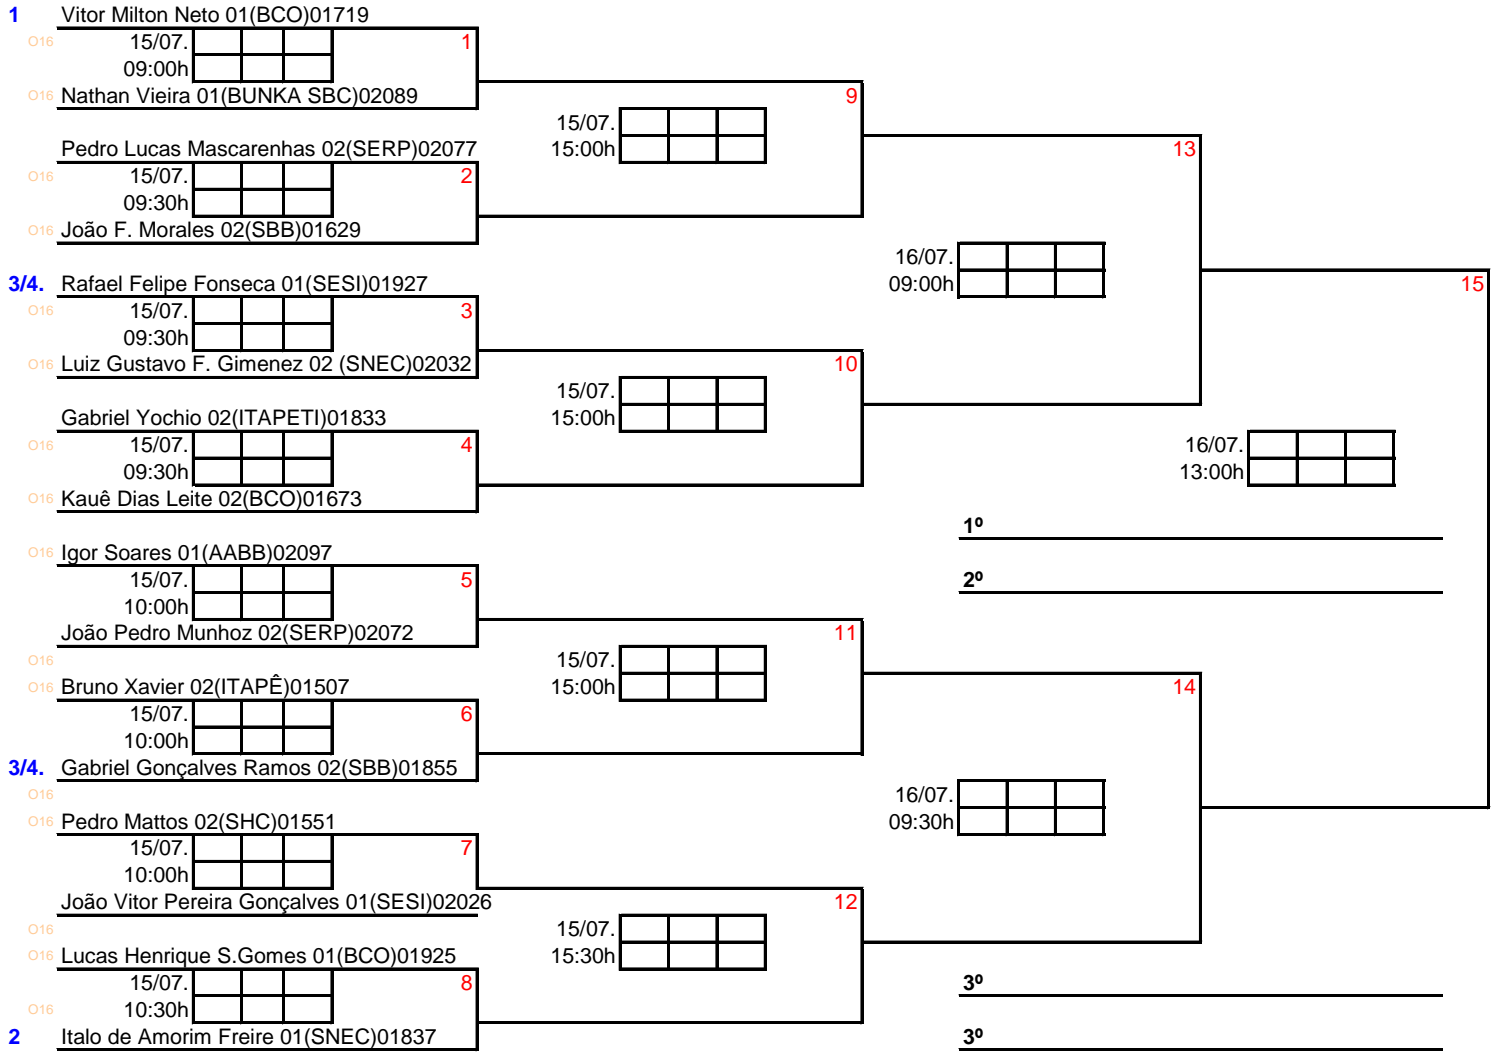 1 Vitor Milton Neto 01(BCO)01719
O16 15/07. 1
09:00h
O16 Nathan Vieira 01(BUNKA SBC)02089 9
15/07.
Pedro Lucas Mascarenhas 02(SERP)02077 15:00h 13
O16 15/07. 2
09:30h
O16 João F. Morales 02(SBB)01629
16/07.
3/4. Rafael Felipe Fonseca 01(SESI)01927 09:00h 15
O16 15/07. 3
09:30h
O16 Luiz Gustavo F. Gimenez 02 (SNEC)02032 10
15/07.
Gabriel Yochio 02(ITAPETI)01833 15:00h
O16 15/07. 4 16/07.
09:30h 13:00h
O16 Kauê Dias Leite 02(BCO)01673
1º
O16 Igor Soares 01(AABB)02097
15/07. 5 2º
10:00h
João Pedro Munhoz 02(SERP)02072 11
O16 15/07.
O16 Bruno Xavier 02(ITAPÊ)01507 15:00h 14
15/07. 6
10:00h
3/4. Gabriel Gonçalves Ramos 02(SBB)01855
O16 16/07.
O16 Pedro Mattos 02(SHC)01551 09:30h
15/07. 7
10:00h
João Vitor Pereira Gonçalves 01(SESI)02026 12
O16 15/07.
O16 Lucas Henrique S.Gomes 01(BCO)01925 15:30h
15/07. 8 3º
O16 10:30h
2 Italo de Amorim Freire 01(SNEC)01837 3º